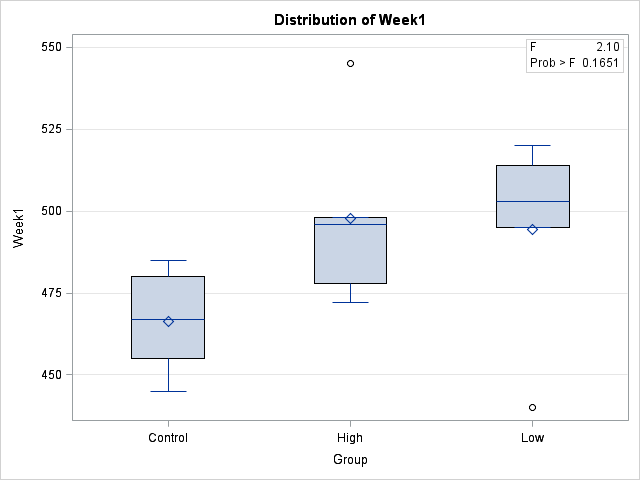 Distribution of Week1
F 2.10
Prob > F 0.1651
550
525
500
475
450
Week1
Control High Low
Group